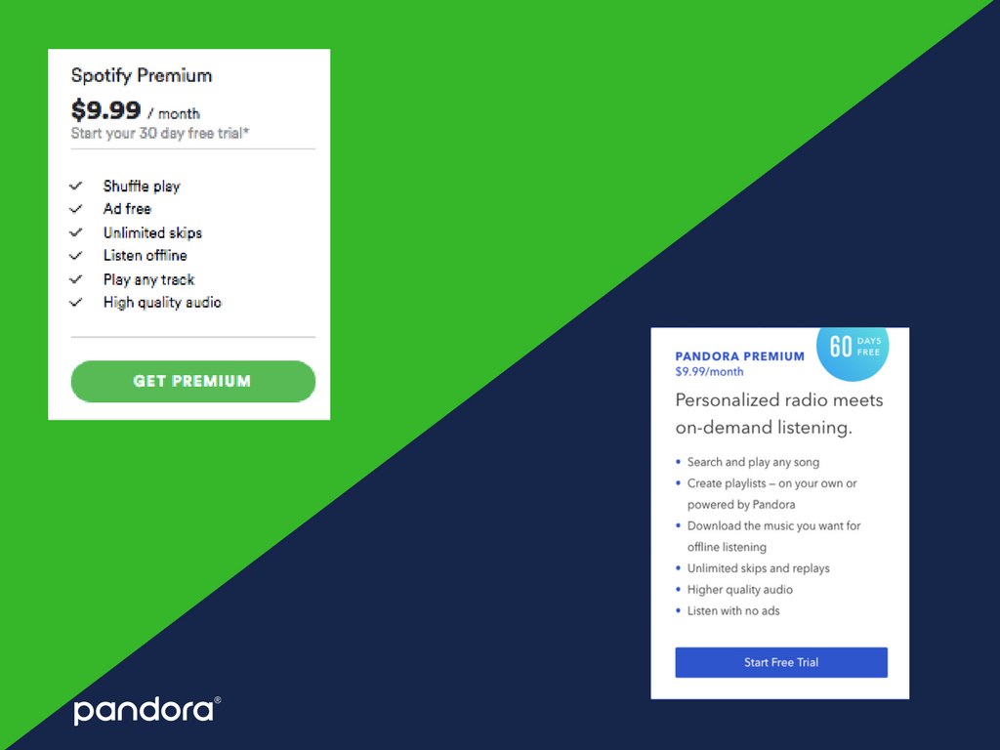 Spotify Premium
$9.99 / month
Start your 30 day free trial*
Shuffle play
Ad free
Unlimited skips
Listen offline
Play any track
High quality audio
GET PREMIUM
60 DAYS FREE
PANDORA PREMIUM
$9.99/month
Personalized radio meets
on-demand listening.
• Search and play any song
• Create playlists – on your own or
powered by Pandora
• Download the music you want for
offline listening
• Unlimited skips and replays
• Higher quality audio
• Listen with no ads
Start Free Trial
pandora®